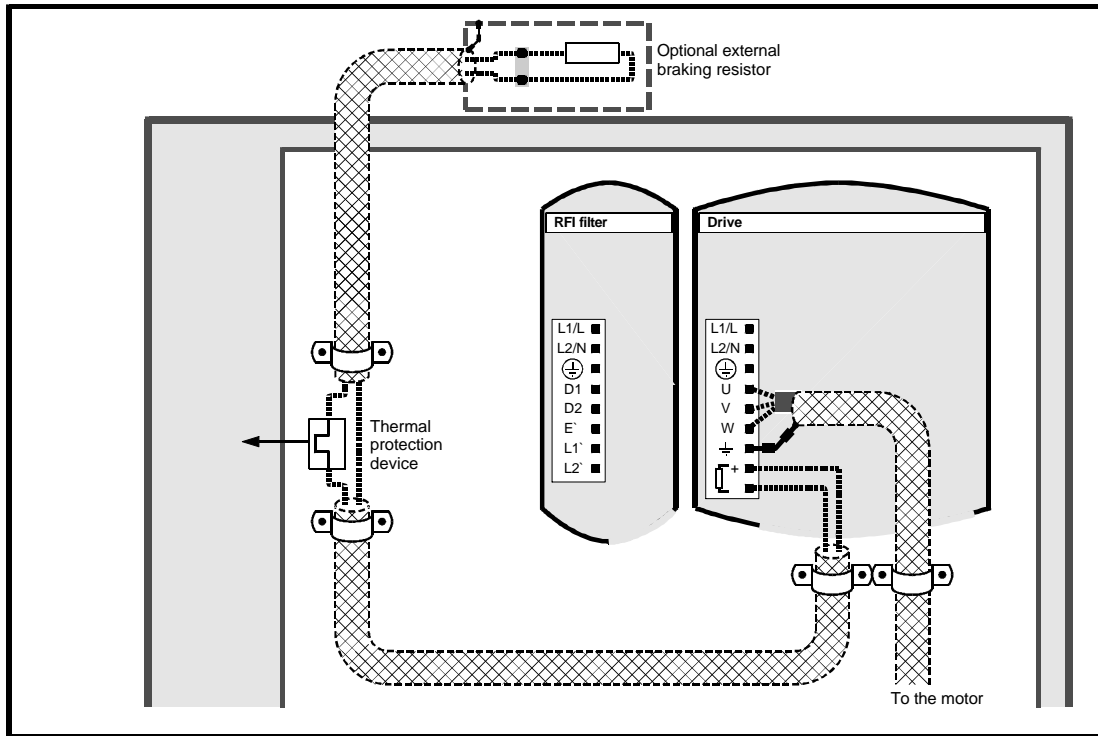 Optional external
braking resistor
RFI filter
Drive
L1/L
L2/N
D1
D2
E`
L1`
L2`
L1/L
L2/N
U
V
W
+
Thermal
protection
device
To the motor